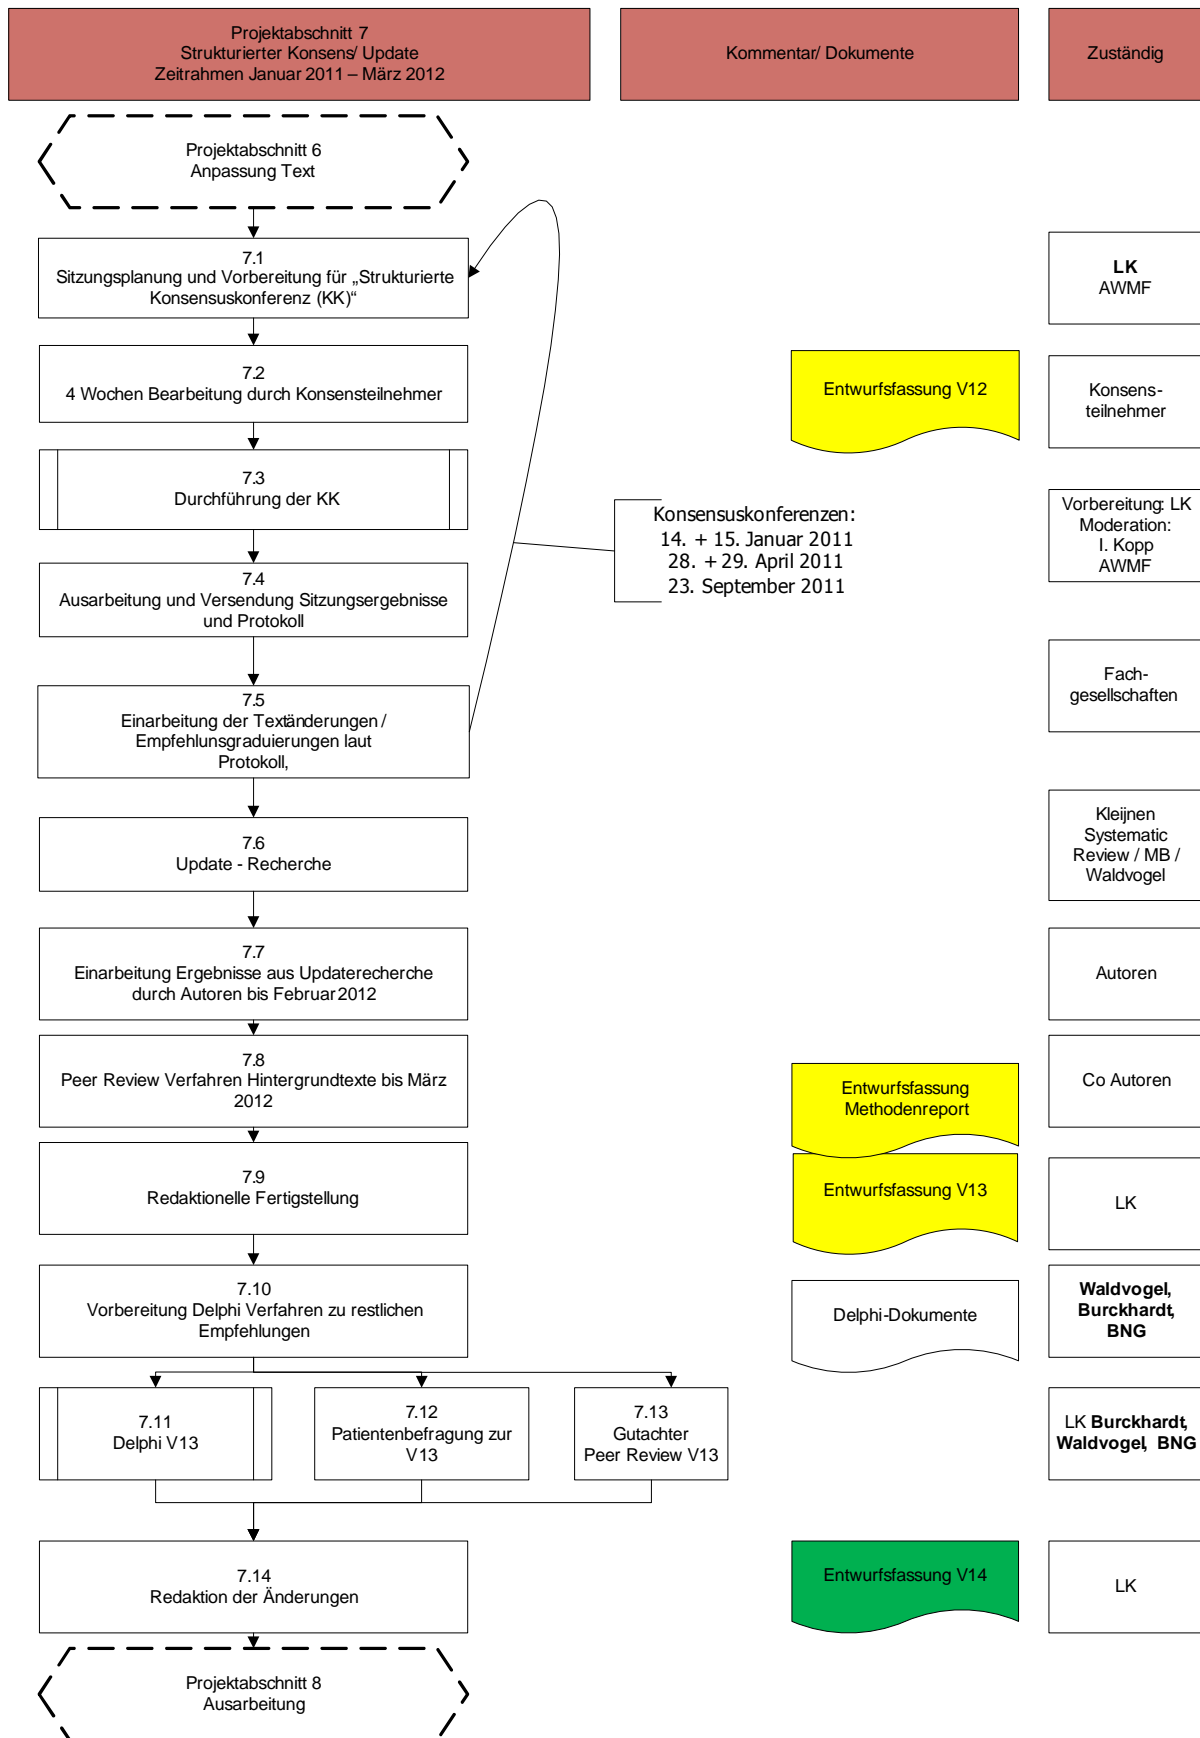 Projektabschnitt 7
Strukturierter Konsens/ Update
Zeitrahmen Januar 2011 – März 2012
Kommentar/ Dokumente
Zuständig
Projektabschnitt 6
Anpassung Text
7.1
Sitzungsplanung und Vorbereitung für „Strukturierte
Konsensuskonferenz (KK)“
LK
AWMF
7.2
4 Wochen Bearbeitung durch Konsensteilnehmer
Entwurfsfassung V12
Konsens-
teilnehmer
7.3
Durchführung der KK
Konsensuskonferenzen:
14. + 15. Januar 2011
28. + 29. April 2011
23. September 2011
Vorbereitung: LK
Moderation:
I. Kopp
AWMF
7.4
Ausarbeitung und Versendung Sitzungsergebnisse
und Protokoll
7.5
Einarbeitung der Textänderungen /
Empfehlunsgraduierungen laut
Protokoll,
Fach-
gesellschaften
7.6
Update - Recherche
Kleijnen
Systematic
Review / MB /
Waldvogel
7.7
Einarbeitung Ergebnisse aus Updaterecherche
durch Autoren bis Februar 2012
Autoren
7.8
Peer Review Verfahren Hintergrundtexte bis März
2012
Entwurfsfassung
Methodenreport
Co Autoren
7.9
Redaktionelle Fertigstellung
Entwurfsfassung V13
LK
7.10
Vorbereitung Delphi Verfahren zu restlichen
Empfehlungen
Delphi-Dokumente
Waldvogel,
Burckhardt,
BNG
7.11
Delphi V13
7.12
Patientenbefragung zur
V13
7.13
Gutachter
Peer Review V13
LK Burckhardt,
Waldvogel, BNG
7.14
Redaktion der Änderungen
Entwurfsfassung V14
LK
Projektabschnitt 8
Ausarbeitung